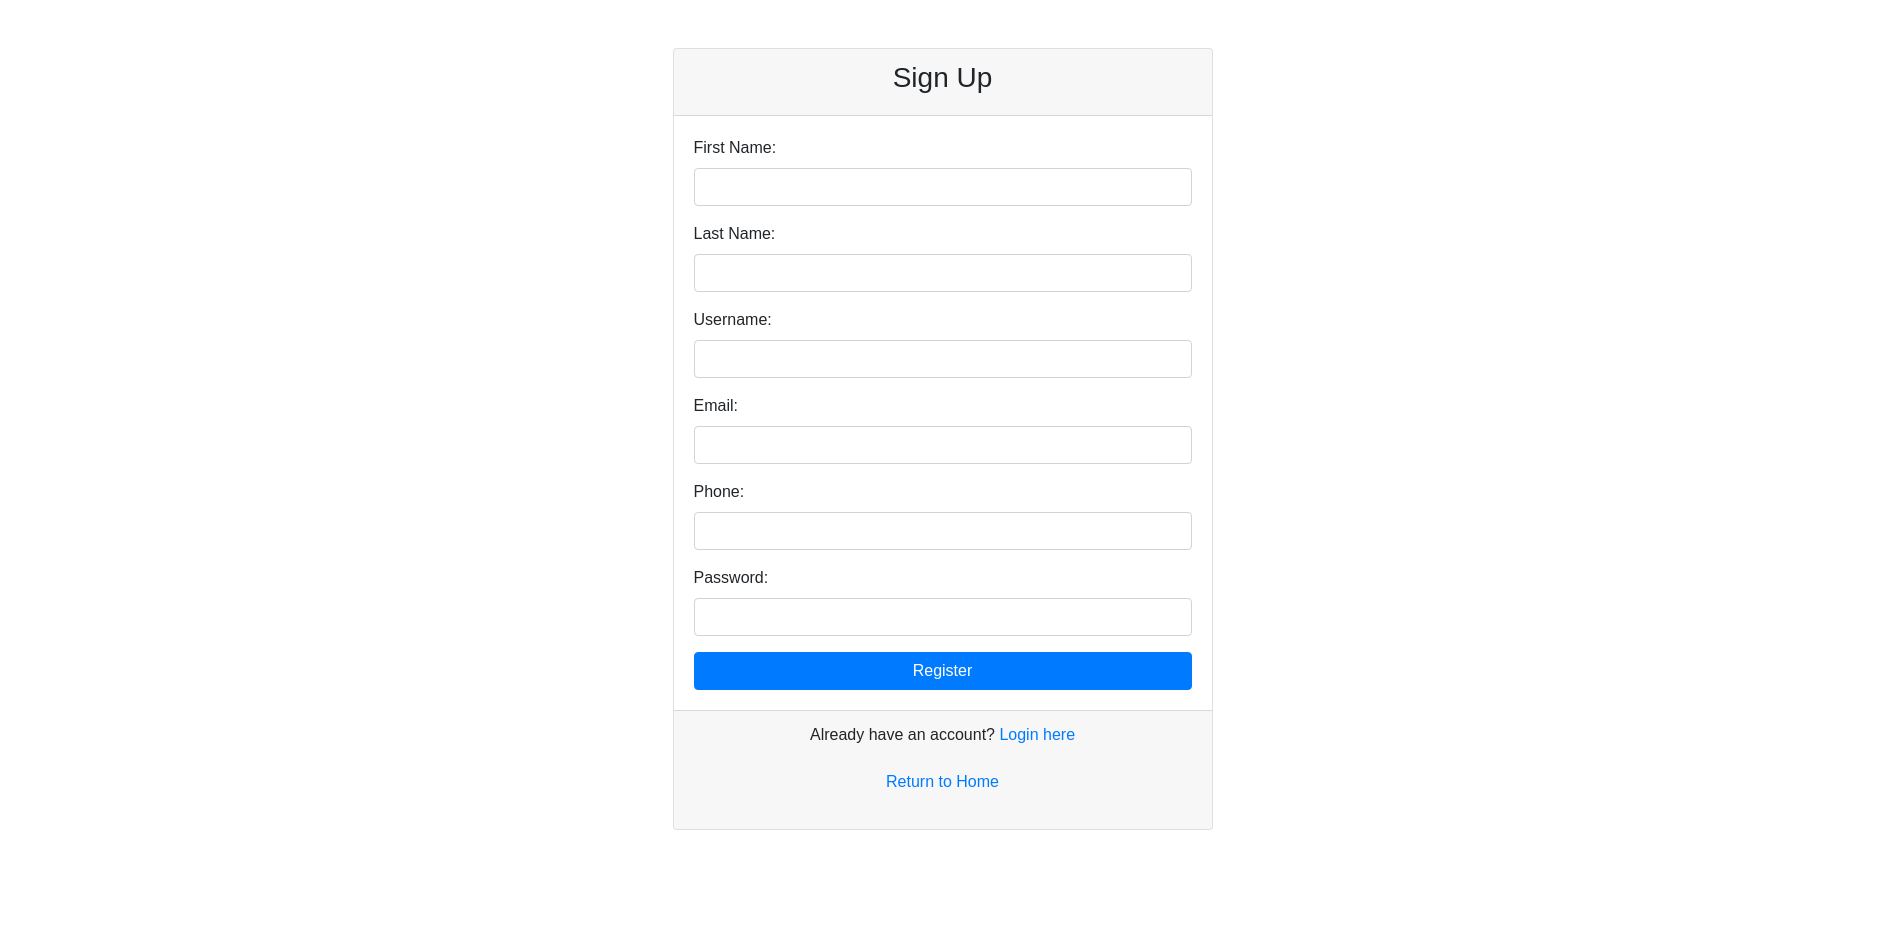 Sign Up
First Name:
Last Name:
Username:
Email:
Phone:
Password:
Register
Already have an account? Login here
Return to Home